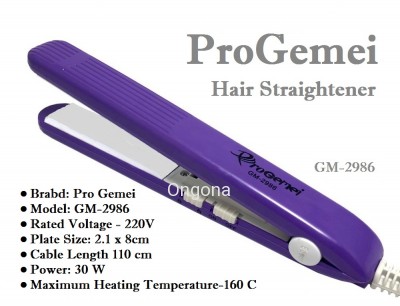 ProGemei
Hair Straightener
GM-2986
ProGemei
GM-2986
Ongona
● Brabd: Pro Gemei
● Model: GM-2986
● Rated Voltage - 220V
● Plate Size: 2.1 x 8cm
● Cable Length 110 cm
● Power: 30 W
● Maximum Heating Temperature-160 C